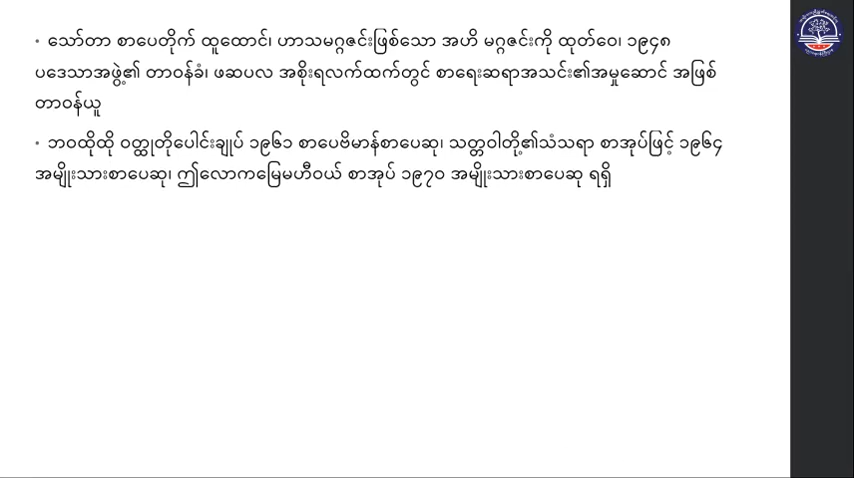 • သော်တာ စာပေတိုက် ထူထောင်၊ ဟာသမဂ္ဂဇင်းဖြစ်သော အဟိ မဂ္ဂဇင်းကို ထုတ်ဝေ၊ ၁၉၄၈
ပဒေသာအဖွဲ့၏ တာဝန်ခံ၊ ဖဆပလ အစိုးရလက်ထက်တွင် စာရေးဆရာအသင်း၏အမှုဆောင် အဖြစ်
တာဝန်ယူ
• ဘဝထိုထို ဝတ္ထုတိုပေါင်းချုပ် ၁၉၆၁ စာပေဗိမာန်စာပေဆု၊ သတ္တဝါတို့၏သံသရာ စာအုပ်ဖြင့် ၁၉၆၄
အမျိုးသားစာပေဆု၊ ဤလောကမြေမဟီဝယ် စာအုပ် ၁၉၇၀ အမျိုးသားစာပေဆု ရရှိ